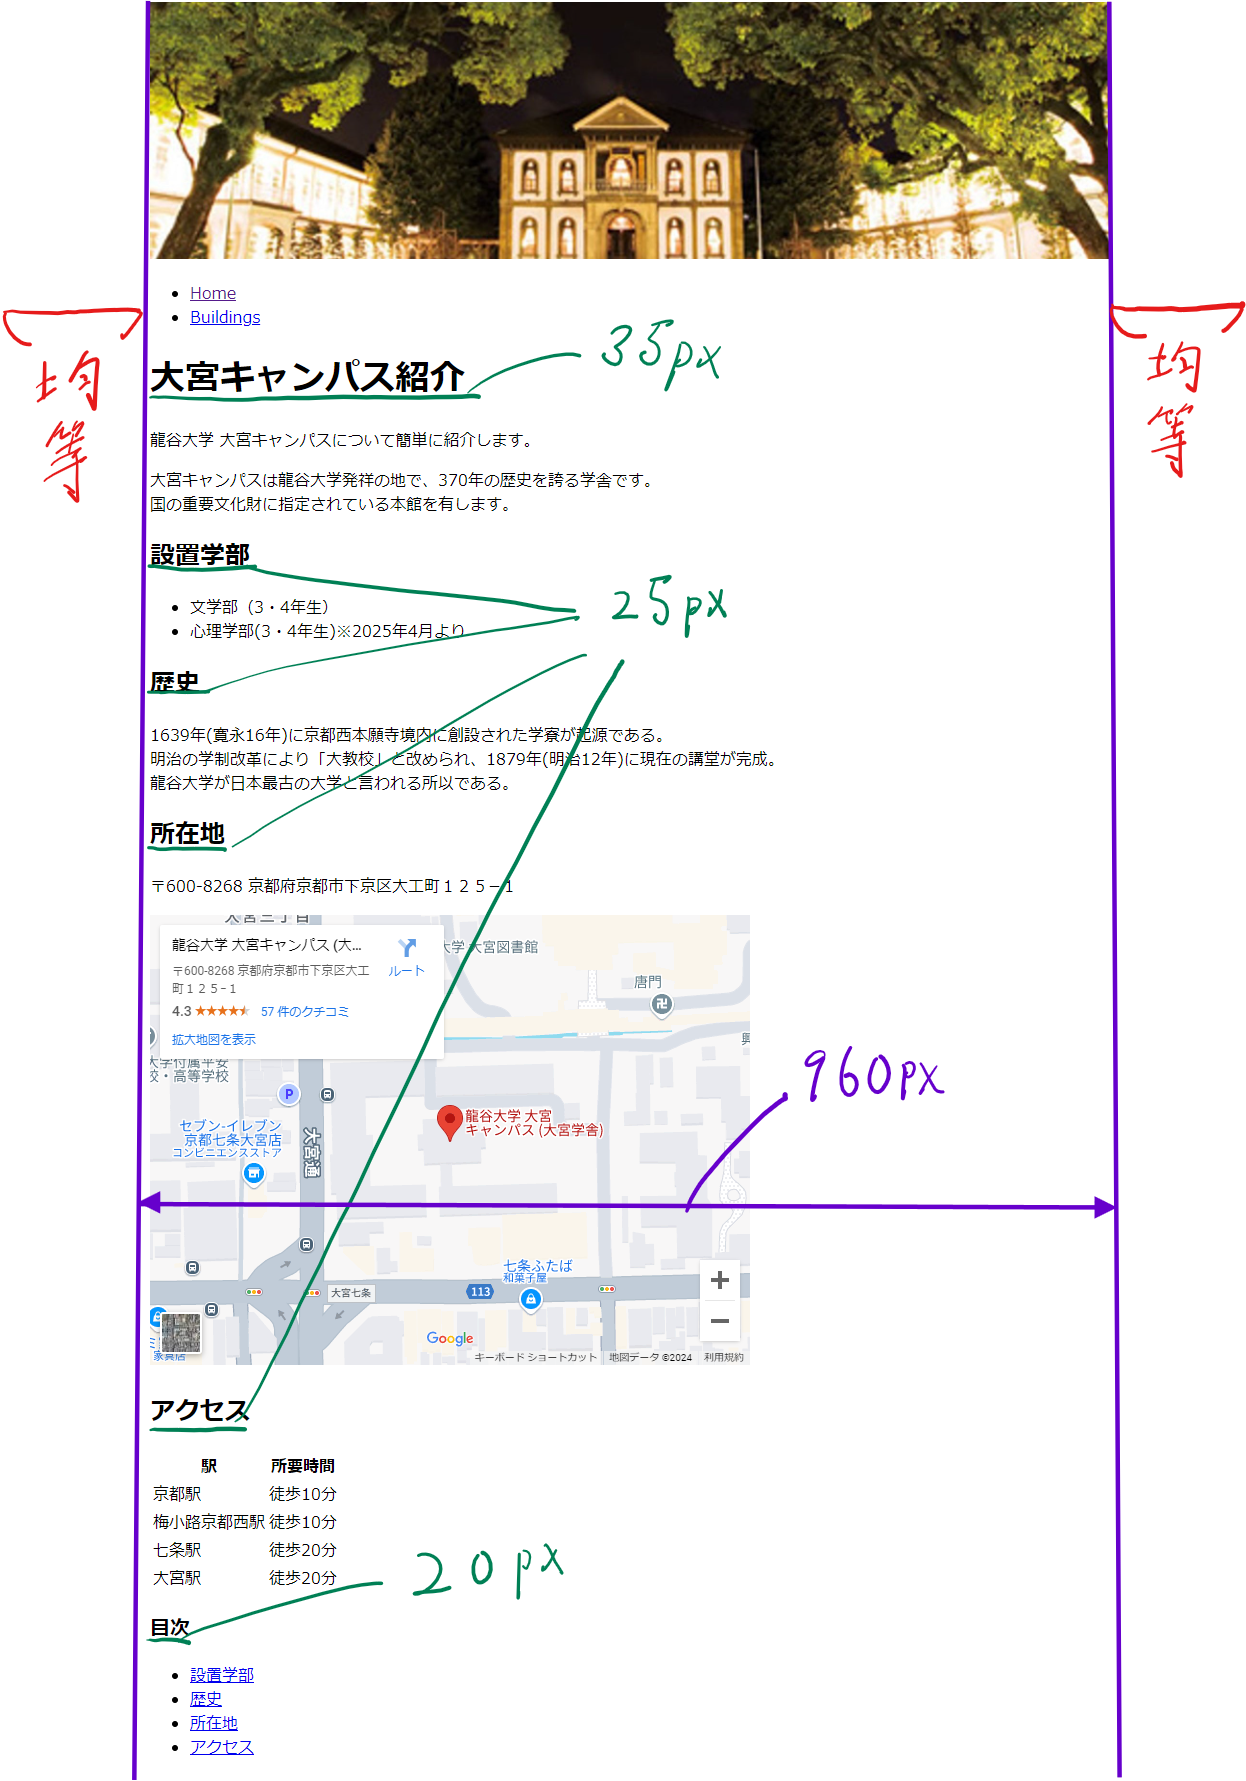 Home
Buildings
35px
均等
均等
大宮キャンパス紹介
龍谷大学 大宮キャンパスについて簡単に紹介します。
大宮キャンパスは龍谷大学発祥の地で、370年の歴史を誇る学舎です。
国の重要文化財に指定されている本館を有します。
設置学部
25px
文学部（3・4年生）
心理学部(3・4年生)※2025年4月より
歴史
1639年(寛永16年)に京都西本願寺境内に創設された学寮が起源である。
明治の学制改革により「大教校」と改められ、1879年(明治12年)に現在の講堂が完成。
龍谷大学が日本最古の大学と言われる所以である。
所在地
〒600-8268 京都府京都市下京区大工町１２５−１
龍谷大学 大宮キャンパス (大...
〒600-8268 京都府京都市下京区大工
町１２５−１
ルート
4.3 ★★★★★ 57 件のクチコミ
拡大地図を表示
大学 大宮図書館
唐門
卍
興
大学付属平安
校・高等学校
P
セブン-イレブン
京都七条大宮店
コンビニエンスストア
大宮通
龍谷大学 大宮
キャンパス (大宮学舎)
960px
七条ふたば
和菓子屋
113
大宮七条
家具店
Google
キーボード ショートカット
地図データ ©2024
利用規約
アクセス
駅 所要時間
京都駅 徒歩10分
梅小路京都西駅 徒歩10分
七条駅 徒歩20分
大宮駅 徒歩20分
20px
目次
設置学部
歴史
所在地
アクセス